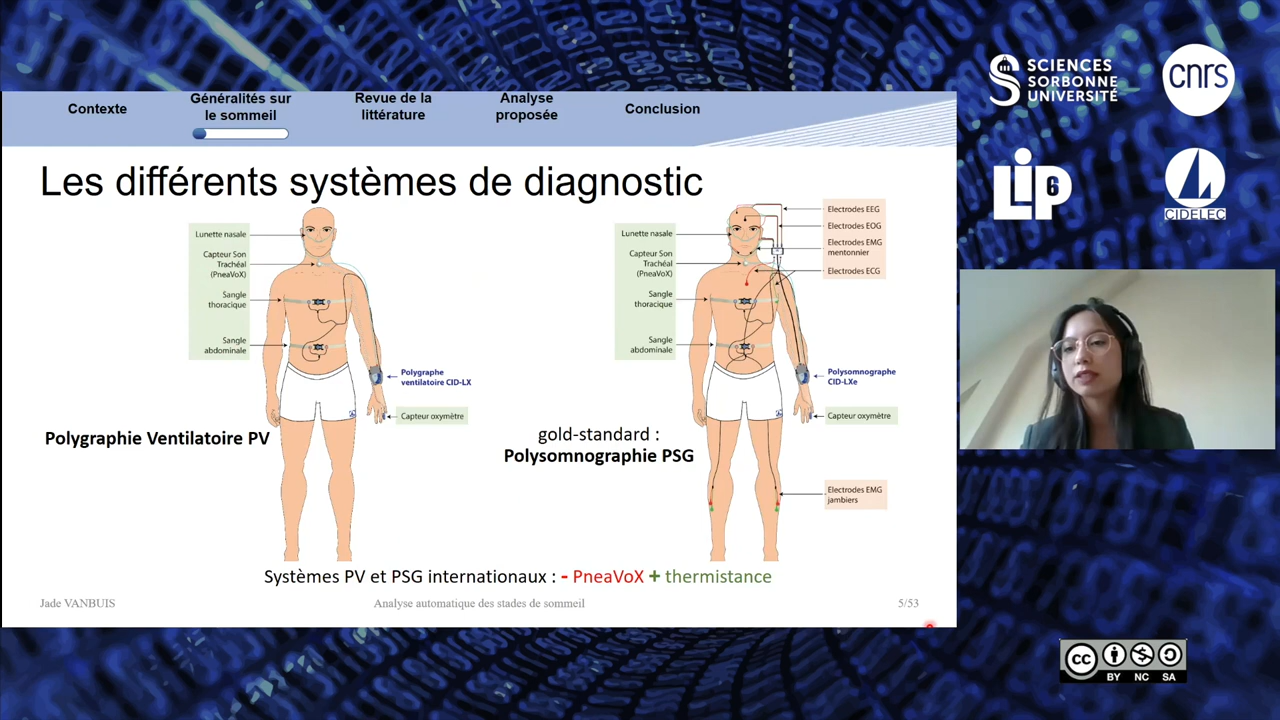 Contexte
Généralités sur
le sommeil
Revue de la
littérature
Analyse
proposée
Conclusion
Les différents systèmes de diagnostic
Lunette nasale
Capteur Son
Trachéal
(PneaVoX)
Sangle
thoracique
Sangle
abdominale
Polygraphe
ventilatoire CID-LX
Capteur oxymètre
Polygraphie Ventilatoire PV
Lunette nasale
Capteur Son
Trachéal
(PneaVoX)
Sangle
thoracique
Sangle
abdominale
Electrodes EEG
Electrodes EOG
Electrodes EMG
mentonnier
Electrodes ECG
Polysomnographe
CID-LXe
Capteur oxymètre
Electrodes EMG
jambiers
gold-standard :
Polysomnographie PSG
Systèmes PV et PSG internationaux : - PneaVoX + thermistance
Jade VANBUIS
Analyse automatique des stades de sommeil
5/53
SCIENCES
SORBONNE
UNIVERSITÉ
cnrs
LIP6
CIDELEC
cc
BY NC SA